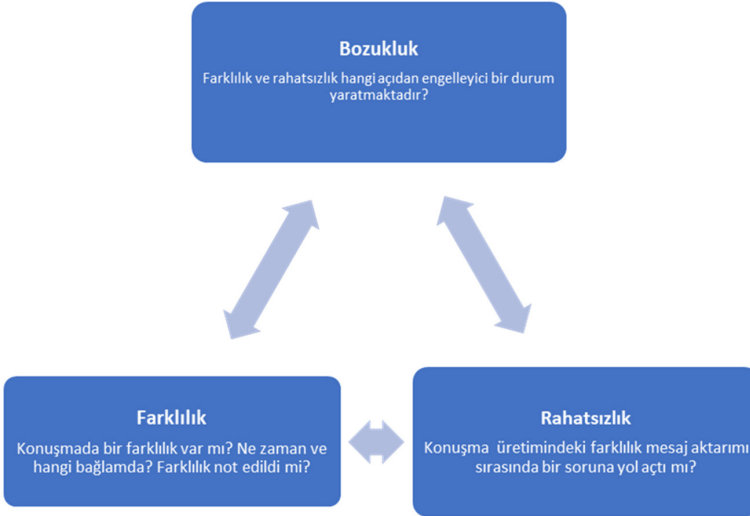 Bozukluk
Farklılık ve rahatsızlık hangi açıdan engelleyici bir durum
yaratmaktadır?
Farklılık
Konuşmada bir farklılık var mı? Ne zaman ve
hangi bağlamda? Farklılık not edildi mi?
Rahatsızlık
Konuşma üretimindeki farklılık mesaj aktarımı
sırasında bir soruna yol açtı mı?